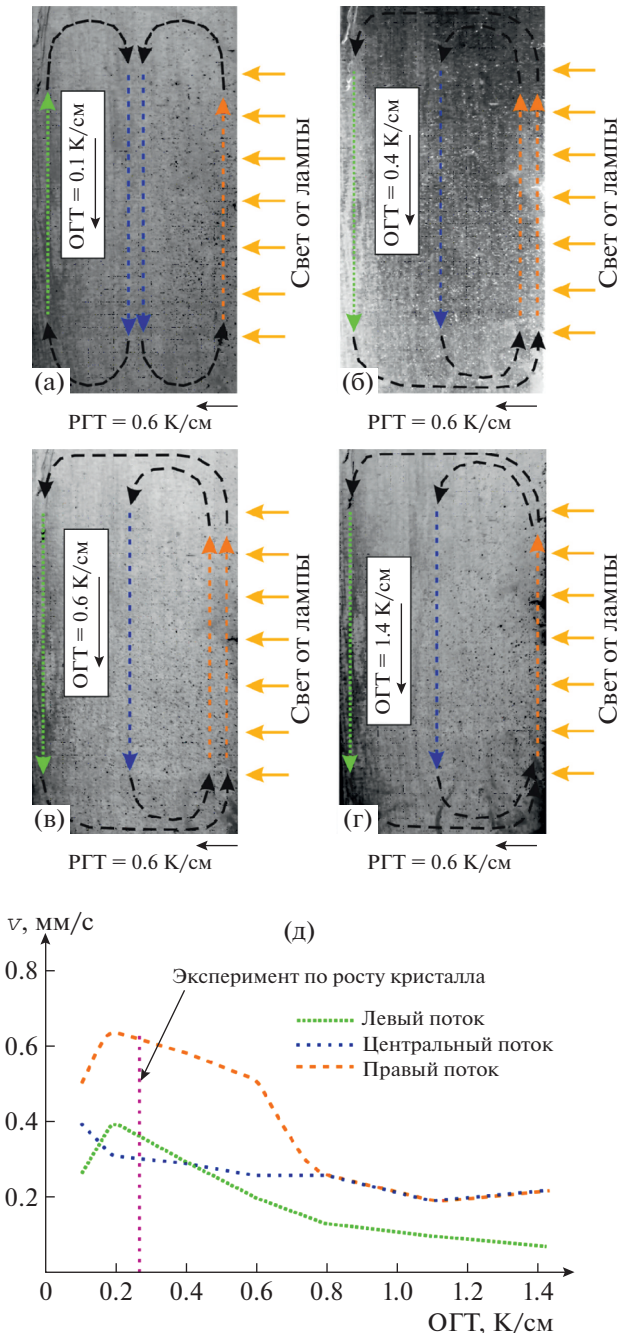 ОГТ = 0.1 К/см
Свет от лампы
(а)
РГТ = 0.6 К/см
ОГТ = 0.4 К/см
Свет от лампы
(б)
РГТ = 0.6 К/см
ОГТ = 0.6 К/см
Свет от лампы
(в)
РГТ = 0.6 К/см
ОГТ = 1.4 К/см
Свет от лампы
(г)
РГТ = 0.6 К/см
v, мм/с
(д)
0.8
Эксперимент по росту кристалла
Левый поток
Центральный поток
Правый поток
0.6
0.4
0.2
0 0.2 0.4 0.6 0.8 1.0 1.2 1.4
ОГТ, К/см